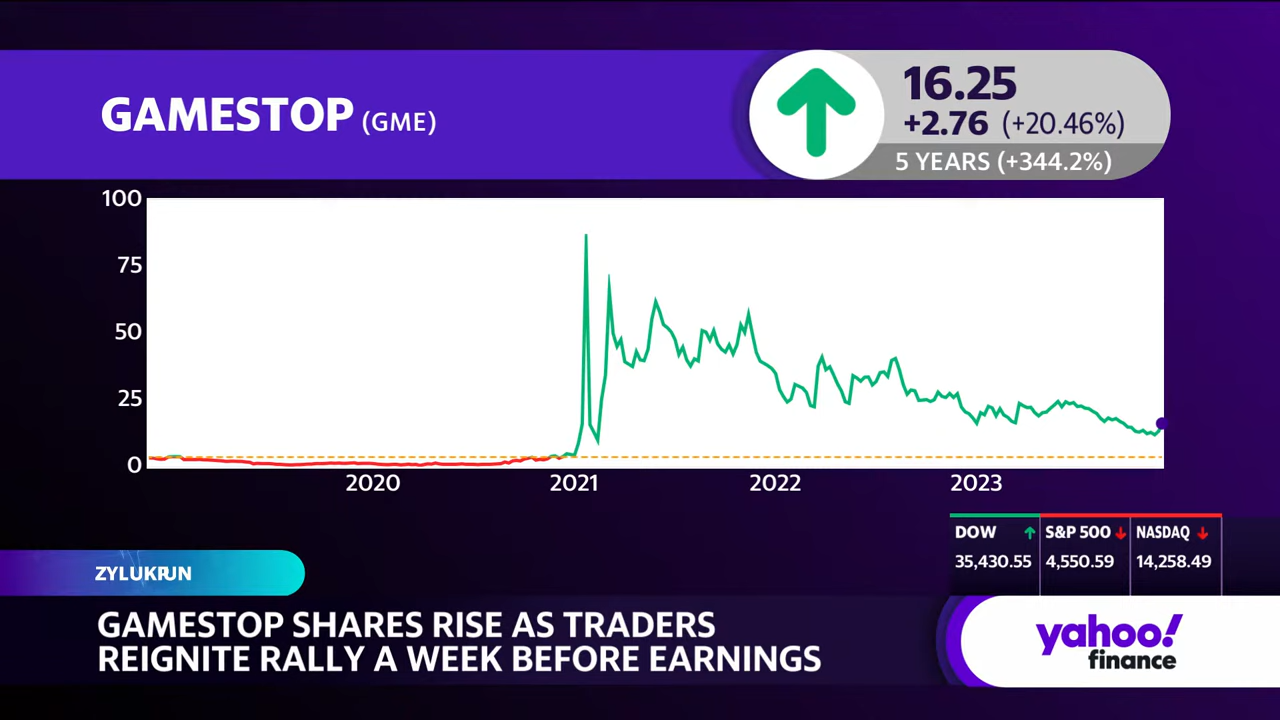 GAMESTOP (GME)
16.25
+2.76 (+20.46%)
5 YEARS (+344.2%)
100
75
50
25
0
2020 2021 2022 2023
DOW S&P 500 NASDAQ
35,430.55 4,550.59 14,258.49
GAMESTOP SHARES RISE AS TRADERS
REIGNITE RALLY A WEEK BEFORE EARNINGS
yahoo!
finance